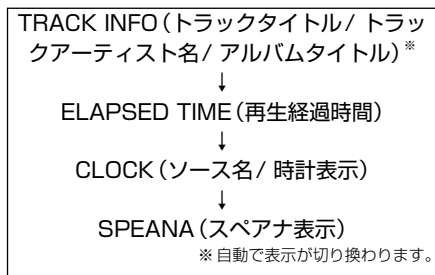 TRACK INFO（トラックタイトル/ トラッ
クアーティスト名/ アルバムタイトル）※
↓
ELAPSED TIME（再生経過時間）
↓
CLOCK（ソース名/ 時計表示）
↓
SPEANA（スペアナ表示）
※ 自動で表示が切り換わります。